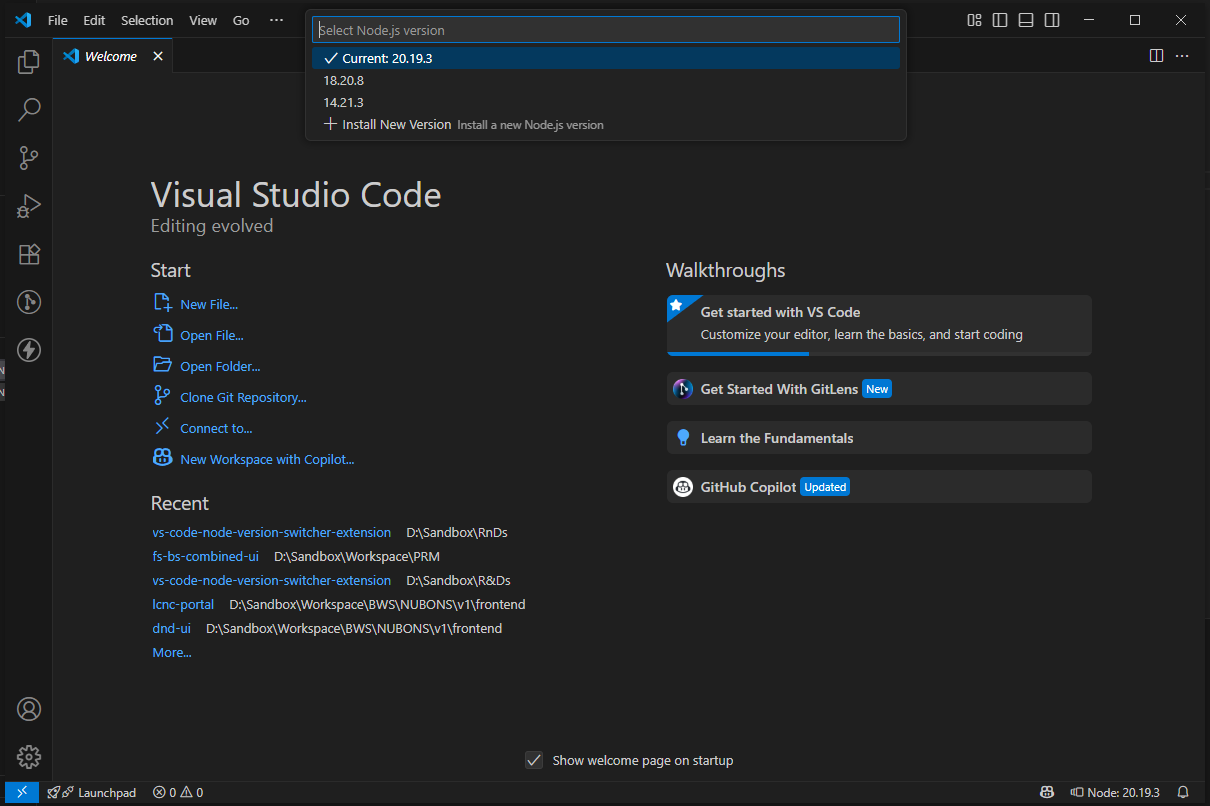 File Edit Selection View Go ···
Select Node.js version
Current: 20.19.3
18.20.8
14.21.3
Install New Version Install a new Node.js version
Welcome
Visual Studio Code
Editing evolved
Start
New File...
Open File...
Open Folder...
Clone Git Repository...
Connect to...
New Workspace with Copilot...
Recent
vs-code-node-version-switcher-extension D:\Sandbox\RnDs
fs-bs-combined-ui D:\Sandbox\Workspace\PRM
vs-code-node-version-switcher-extension D:\Sandbox\R&Ds
lcnc-portal D:\Sandbox\Workspace\BWS\NUBONS\v1\frontend
dnd-ui D:\Sandbox\Workspace\BWS\NUBONS\v1\frontend
More...
Walkthroughs
Get started with VS Code
Customize your editor, learn the basics, and start coding
Get Started With GitLens New
Learn the Fundamentals
GitHub Copilot Updated
Show welcome page on startup
Launchpad 0 0 Node: 20.19.3